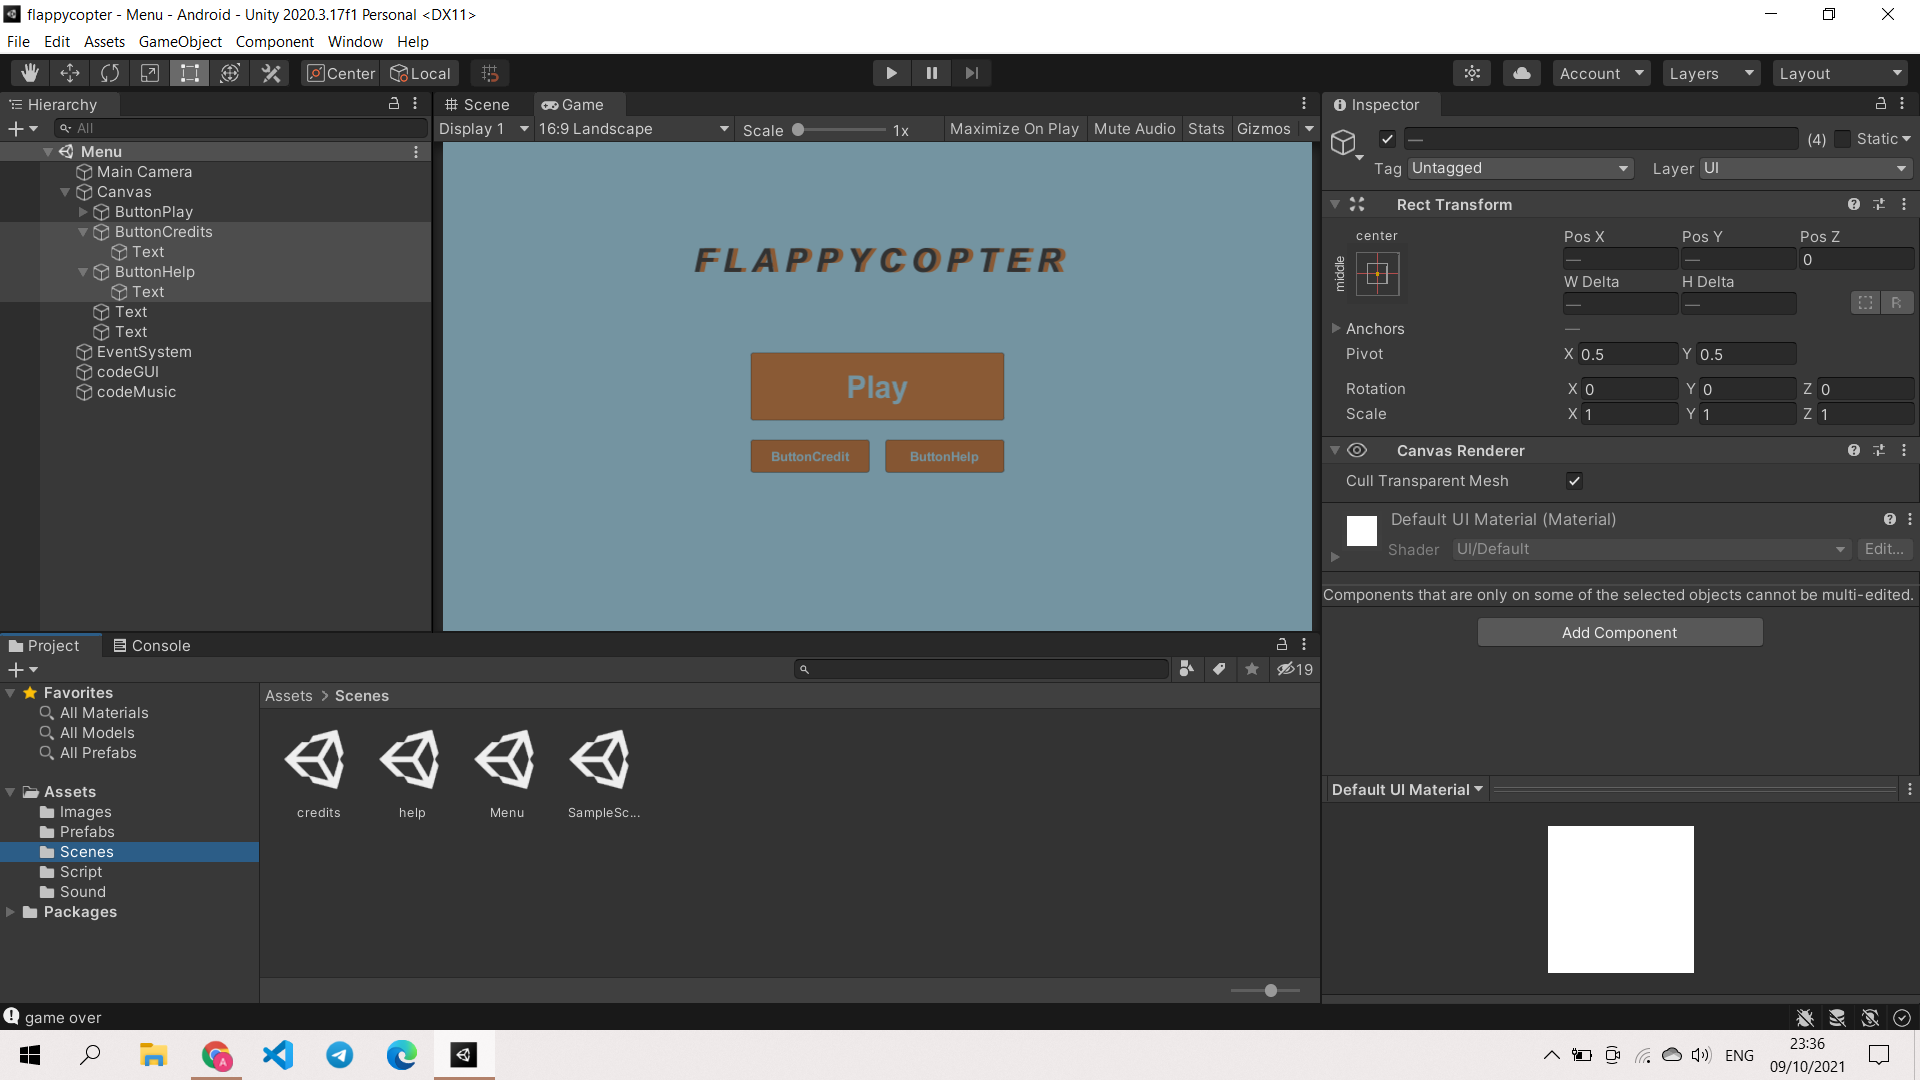 flappycopter - Menu - Android - Unity 2020.3.17f1 Personal <DX11>
File Edit Assets GameObject Component Window Help
Center Local Account Layers Layout
Hierarchy
All
Menu
Main Camera
Canvas
ButtonPlay
ButtonCredits
Text
ButtonHelp
Text
Text
Text
EventSystem
codeGUI
codeMusic
Scene Game
Display 1 16:9 Landscape Scale 1x Maximize On Play Mute Audio Stats Gizmos
FLAPPYCOPTER
Play
ButtonCredit ButtonHelp
Inspector
— (4) Static
Tag Untagged Layer UI
Rect Transform
center
middle
Pos X Pos Y Pos Z
— — 0
W Delta H Delta
— — R
Anchors —
Pivot X 0.5 Y 0.5
Rotation X 0 Y 0 Z 0
Scale X 1 Y 1 Z 1
Canvas Renderer
Cull Transparent Mesh
Default UI Material (Material)
Shader UI/Default Edit...
Components that are only on some of the selected objects cannot be multi-edited.
Add Component
Default UI Material
Project Console
19
Favorites
All Materials
All Models
All Prefabs
Assets
Images
Prefabs
Scenes
Script
Sound
Packages
Assets > Scenes
credits help Menu SampleSc...
game over
A
ENG
23:36
09/10/2021